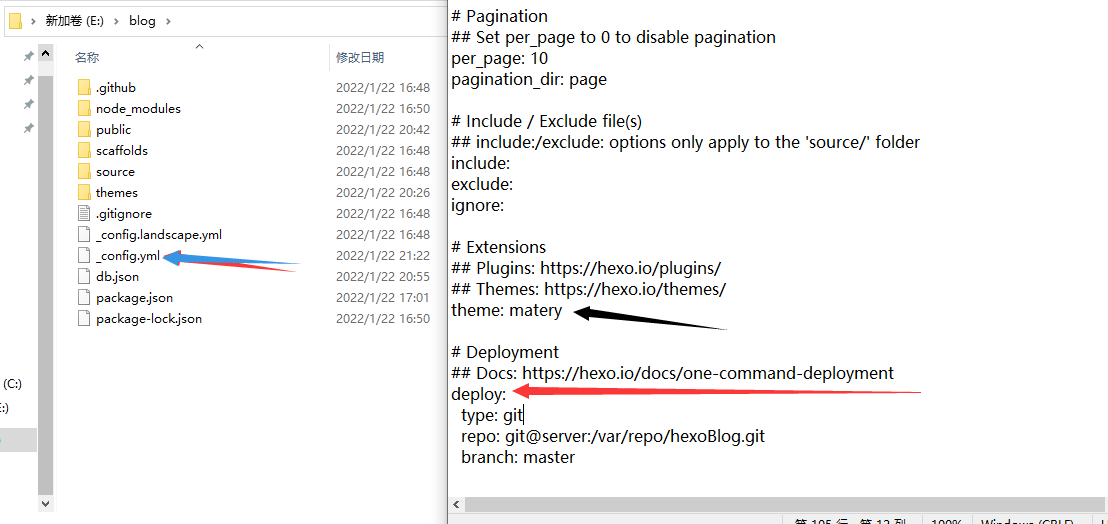 新加卷 (E:) blog
名称 修改日期
.github 2022/1/22 16:48
node_modules 2022/1/22 16:50
public 2022/1/22 20:42
scaffolds 2022/1/22 16:48
source 2022/1/22 16:48
themes 2022/1/22 20:26
.gitignore 2022/1/22 16:48
_config.landscape.yml 2022/1/22 16:48
_config.yml 2022/1/22 21:22
db.json 2022/1/22 20:55
package.json 2022/1/22 17:01
package-lock.json 2022/1/22 16:50
(C:)
E:)
# Pagination
## Set per_page to 0 to disable pagination
per_page: 10
pagination_dir: page
# Include / Exclude file(s)
## include:/exclude: options only apply to the 'source/' folder
include:
exclude:
ignore:
# Extensions
## Plugins: https://hexo.io/plugins/
## Themes: https://hexo.io/themes/
theme: matery
# Deployment
## Docs: https://hexo.io/docs/one-command-deployment
deploy:
type: git
repo: git@server:/var/repo/hexoBlog.git
branch: master
第 105 行，第 12 列 100% Windows (CRLF)